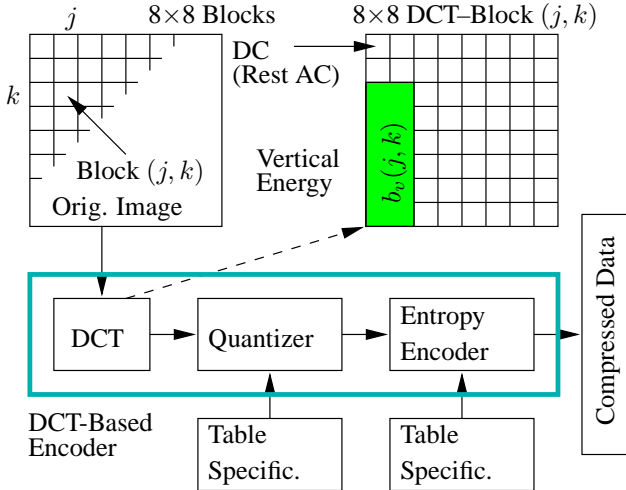 j
8×8 Blocks
8×8 DCT–Block (j, k)
DC
(Rest AC)
k
Block (j, k)
Orig. Image
Vertical
Energy
b_v(j, k)
DCT
Quantizer
Entropy
Encoder
Compressed Data
DCT-Based
Encoder
Table
Specific.
Table
Specific.